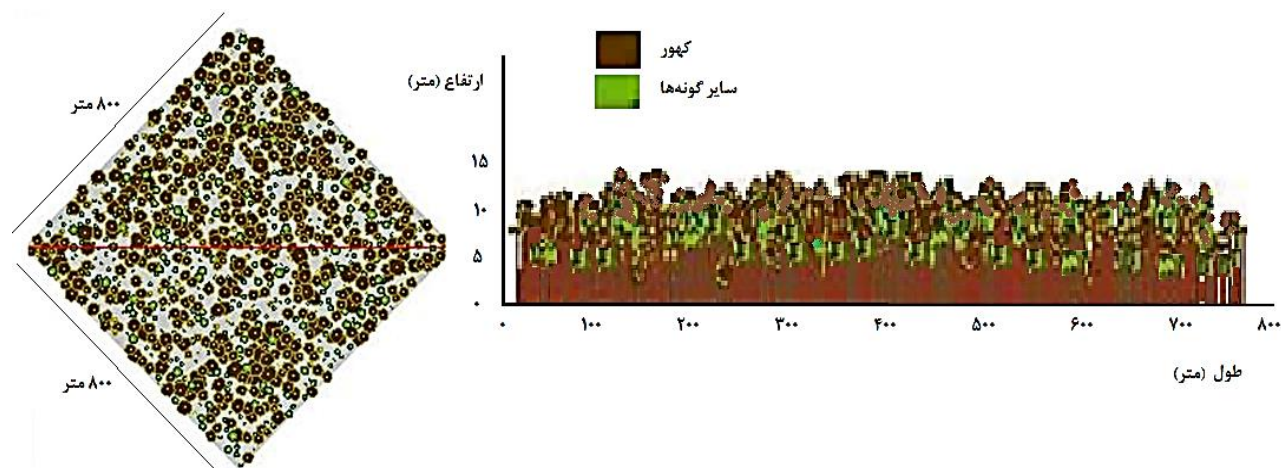 ۸۰۰ متر
۸۰۰ متر
کهور
سایر گونه‌ها
ارتفاع (متر)
۱۵
۱۰
۵
۰
۰ ۱۰۰ ۲۰۰ ۳۰۰ ۴۰۰ ۵۰۰ ۶۰۰ ۷۰۰ ۸۰۰
طول (متر)